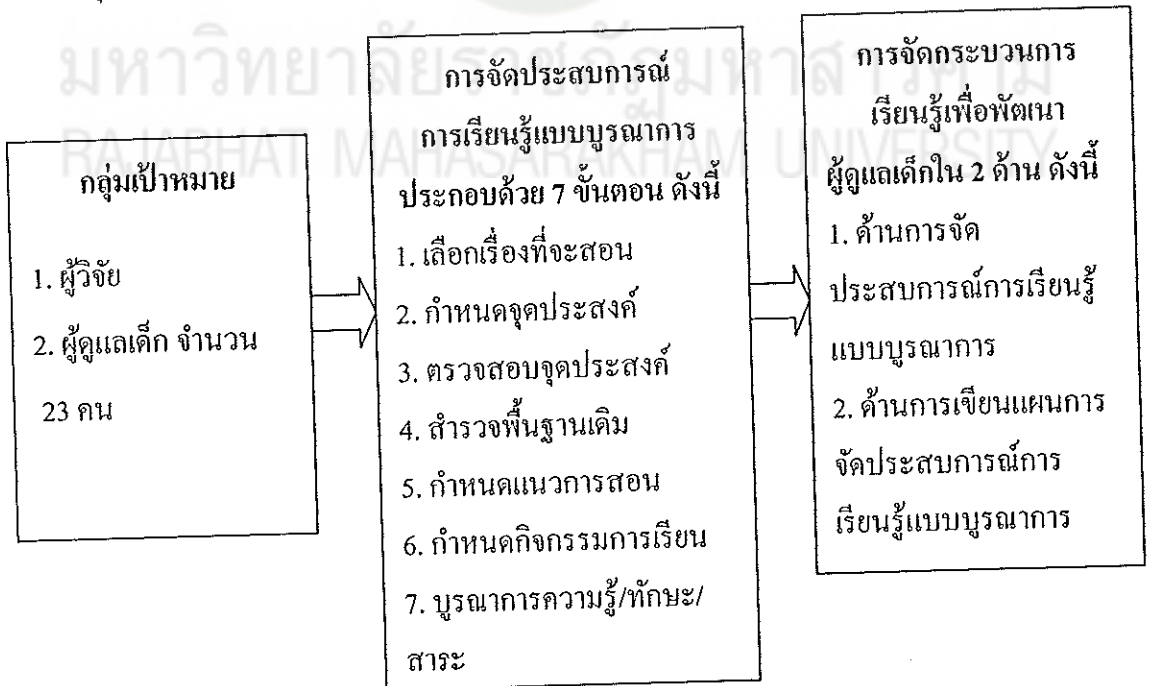 มหาวิทยาลัยราชภัฏมหาสารคาม
RAJABHAT MAHASARAKHAM UNIVERSITY
กลุ่มเป้าหมาย
1. ผู้วิจัย
2. ผู้ดูแลเด็ก จำนวน
23 คน
การจัดประสบการณ์
การเรียนรู้แบบบูรณาการ
ประกอบด้วย 7 ขั้นตอน ดังนี้
1. เลือกเรื่องที่จะสอน
2. กำหนดจุดประสงค์
3. ตรวจสอบจุดประสงค์
4. สำรวจพื้นฐานเดิม
5. กำหนดแนวการสอน
6. กำหนดกิจกรรมการเรียน
7. บูรณาการความรู้/ทักษะ/
สาระ
การจัดกระบวนการ
เรียนรู้เพื่อพัฒนา
ผู้ดูแลเด็กใน 2 ด้าน ดังนี้
1. ด้านการจัด
ประสบการณ์การเรียนรู้
แบบบูรณาการ
2. ด้านการเขียนแผนการ
จัดประสบการณ์การ
เรียนรู้แบบบูรณาการ